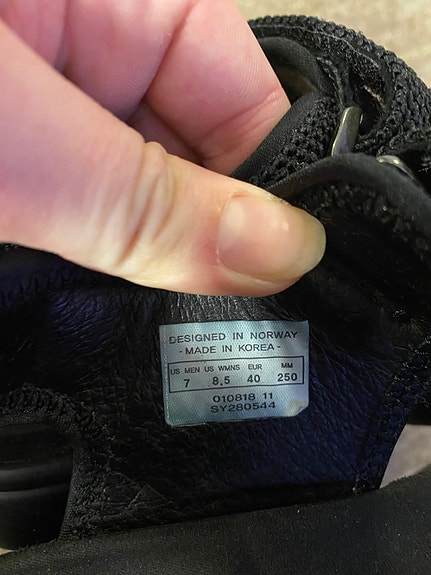 DESIGNED IN NORWAY
- MADE IN KOREA -
US MEN US WMNS EUR MM
7 8.5 40 250
010818 11
SY280544